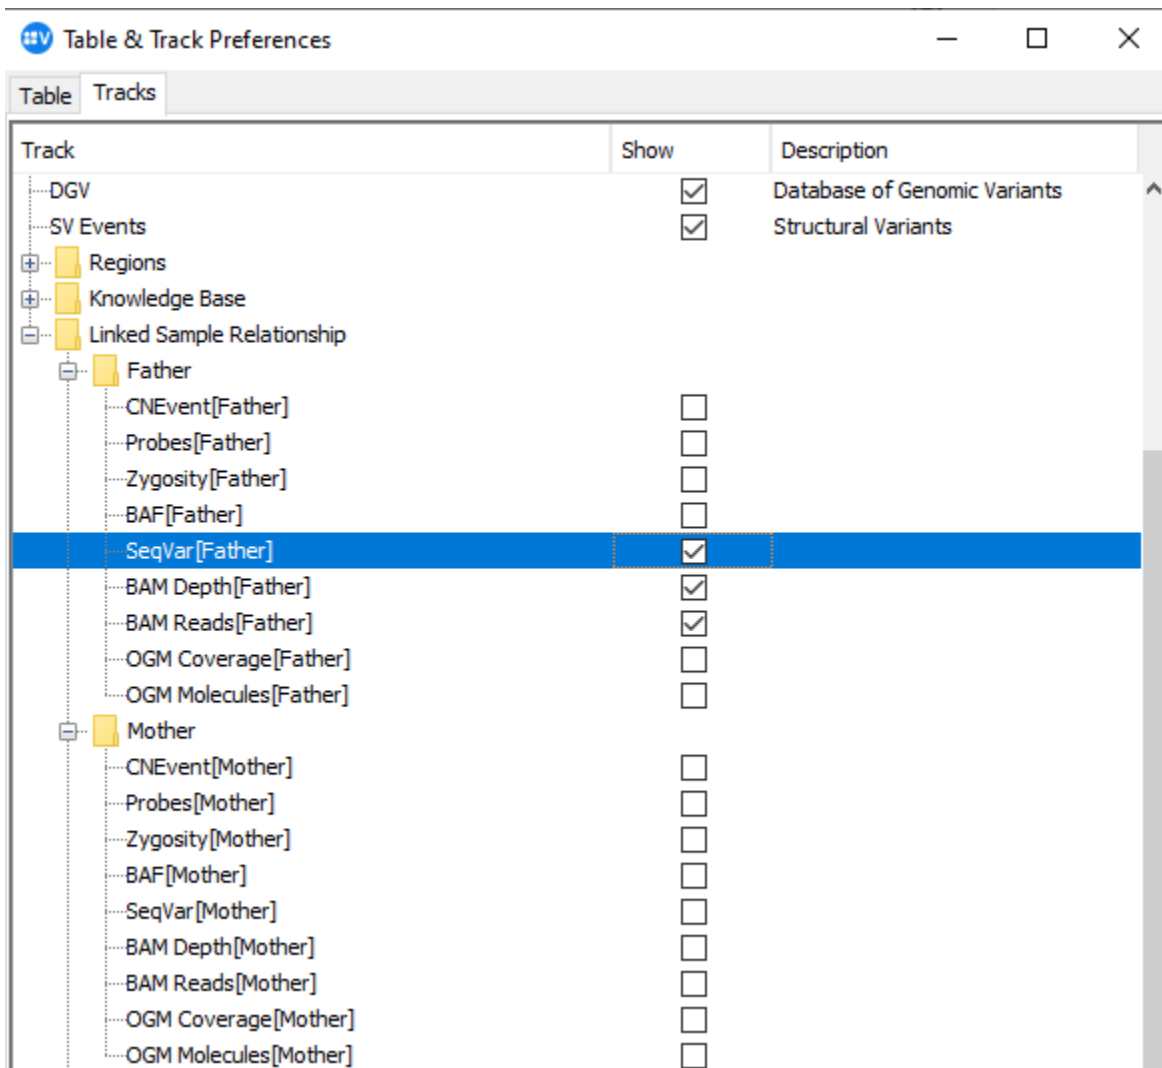 Table & Track Preferences
Table Tracks
Track Show Description
DGV Database of Genomic Variants
SV Events Structural Variants
Regions
Knowledge Base
Linked Sample Relationship
Father
CNEvent[Father]
Probes[Father]
Zygosity[Father]
BAF[Father]
SeqVar[Father]
BAM Depth[Father]
BAM Reads[Father]
OGM Coverage[Father]
OGM Molecules[Father]
Mother
CNEvent[Mother]
Probes[Mother]
Zygosity[Mother]
BAF[Mother]
SeqVar[Mother]
BAM Depth[Mother]
BAM Reads[Mother]
OGM Coverage[Mother]
OGM Molecules[Mother]